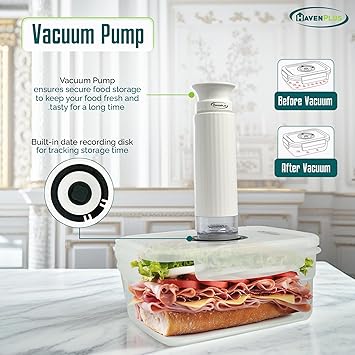 HAVENPLUS
Vacuum Pump
Vacuum Pump
ensures secure food storage
to keep your food fresh and
tasty for a long time
Before Vacuum
Built-in date recording disk
for tracking storage time
After Vacuum